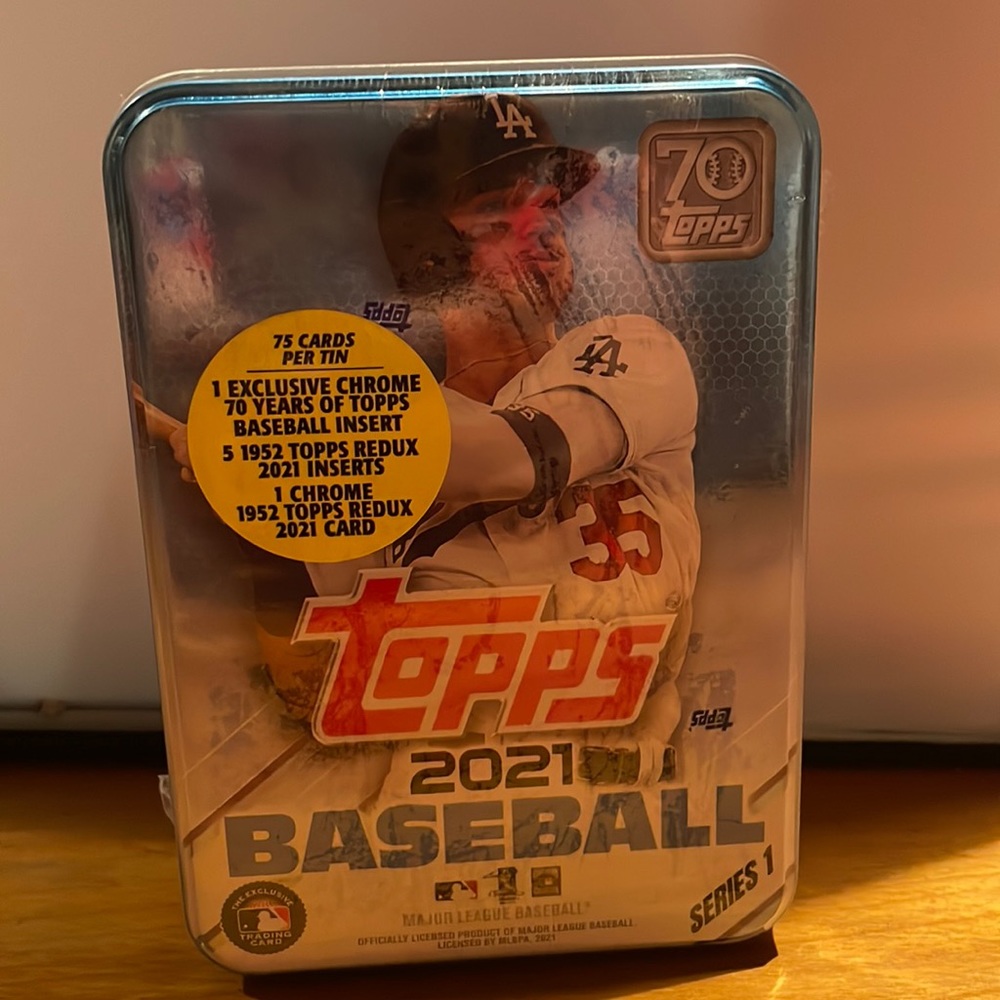 LA
70
TOPPS
Topps
75 CARDS
PER TIN
1 EXCLUSIVE CHROME
70 YEARS OF TOPPS
BASEBALL INSERT
5 1952 TOPPS REDUX
2021 INSERTS
1 CHROME
1952 TOPPS REDUX
2021 CARD
LA
35
TOPPS
Topps
2021
BASEBALL
SERIES 1
THE EXCLUSIVE
TRADING
CARD
MAJOR LEAGUE BASEBALL®
OFFICIALLY LICENSED PRODUCT OF MAJOR LEAGUE BASEBALL.
LICENSED BY MLBPA, 2021